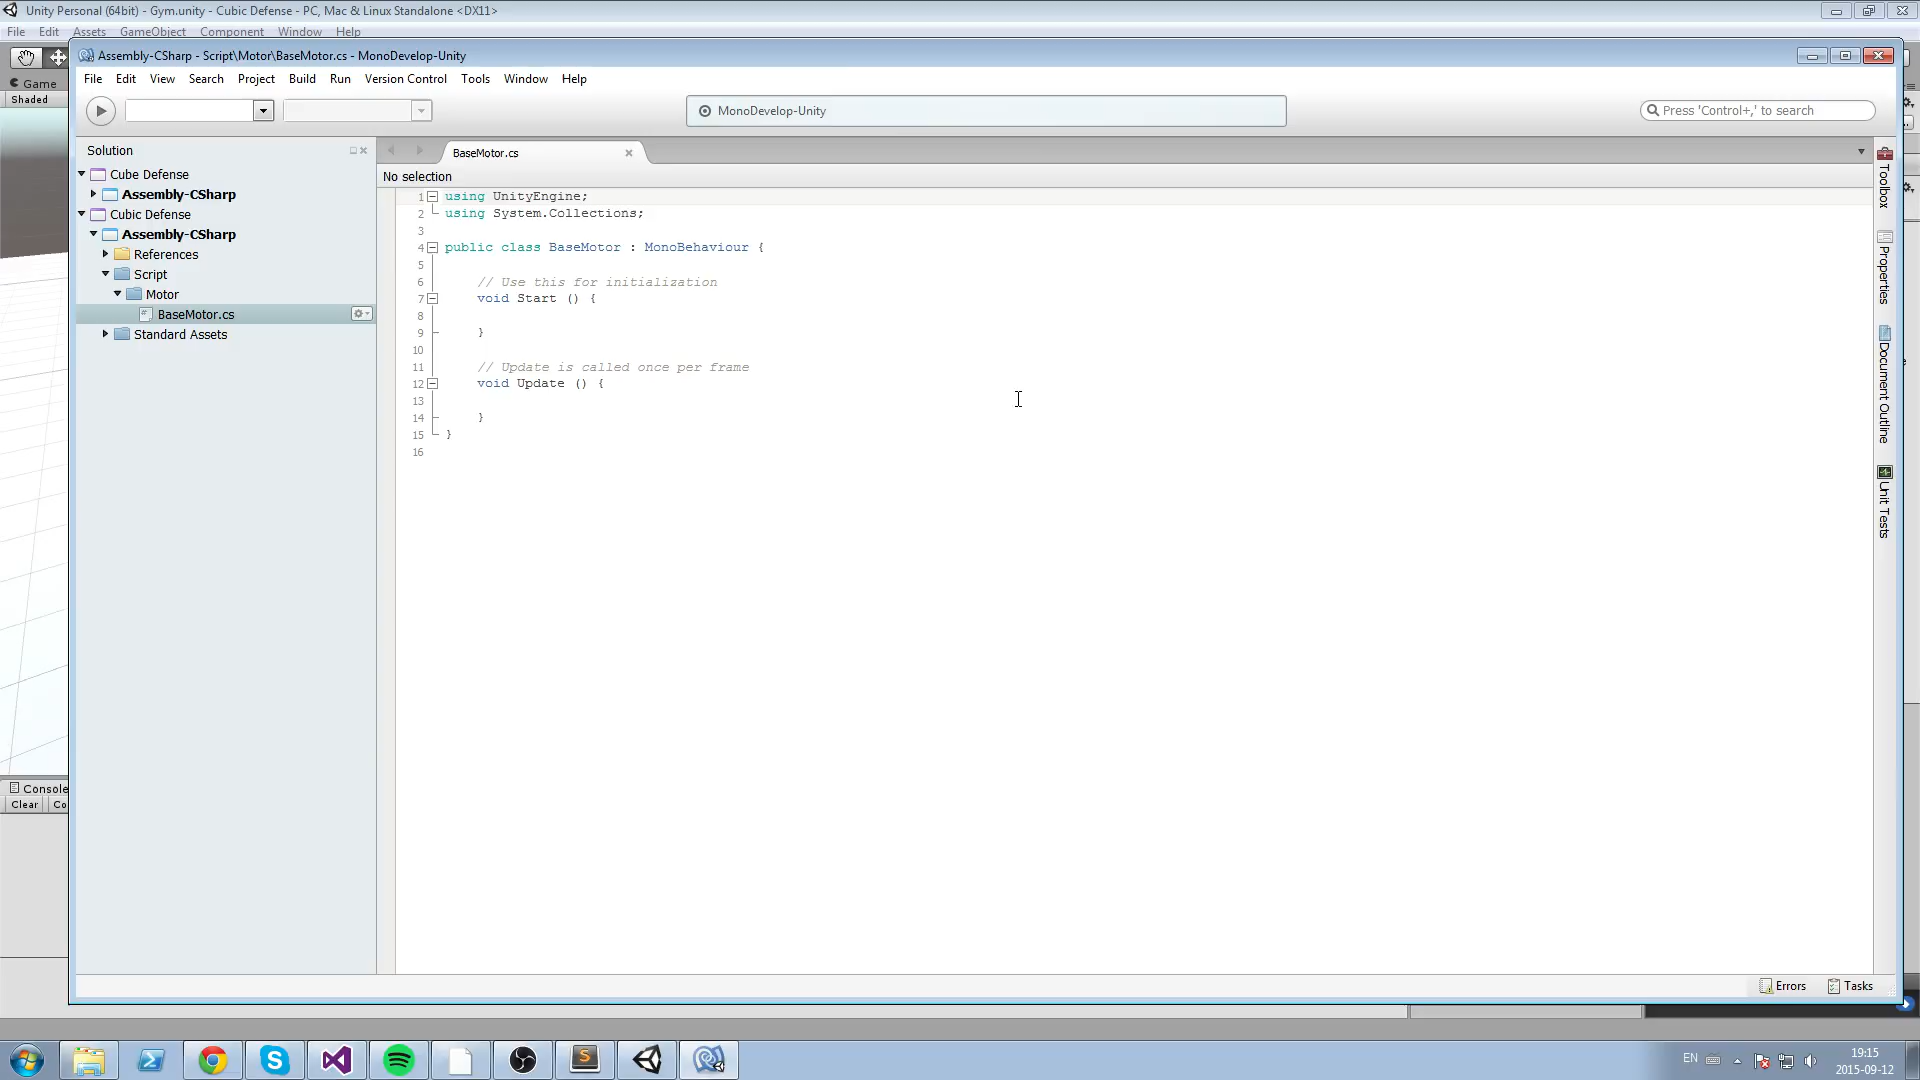 Unity Personal (64bit) - Gym.unity - Cubic Defense - PC, Mac & Linux Standalone <DX11>
File Edit Assets GameObject Component Window Help
Assembly-CSharp - Script\Motor\BaseMotor.cs - MonoDevelop-Unity
File Edit View Search Project Build Run Version Control Tools Window Help
Game
Shaded
MonoDevelop-Unity
Press 'Control+,' to search
Solution
Cube Defense
Assembly-CSharp
Cubic Defense
Assembly-CSharp
References
Script
Motor
BaseMotor.cs
Standard Assets
BaseMotor.cs
No selection
1 using UnityEngine;
2 using System.Collections;
3
4 public class BaseMotor : MonoBehaviour {
5
6 // Use this for initialization
7 void Start () {
8
9 }
10
11 // Update is called once per frame
12 void Update () {
13
14 }
15 }
16
Toolbox
Properties
Document Outline
Unit Tests
Console
Clear Co
Errors Tasks
EN
19:15
2015-09-12